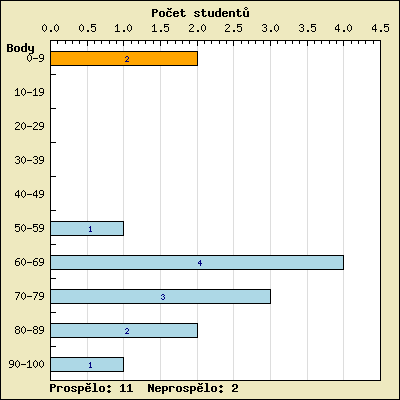 Počet studentů
0.0 0.5 1.0 1.5 2.0 2.5 3.0 3.5 4.0 4.5
Body
0-9 2
10-19
20-29
30-39
40-49
50-59 1
60-69 4
70-79 3
80-89 2
90-100 1
Prospělo: 11 Neprospělo: 2